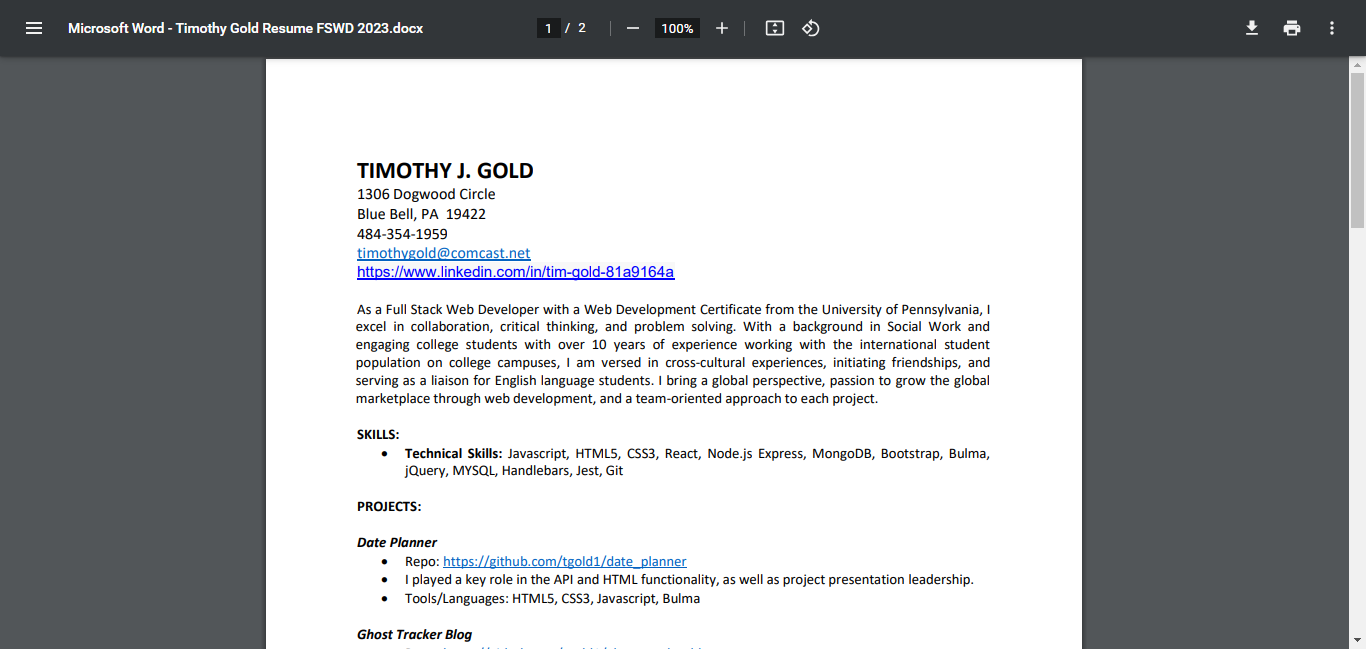 Microsoft Word - Timothy Gold Resume FSWD 2023.docx
1 / 2
100%
TIMOTHY J. GOLD
1306 Dogwood Circle
Blue Bell, PA 19422
484-354-1959
timothygold@comcast.net
https://www.linkedin.com/in/tim-gold-81a9164a
As a Full Stack Web Developer with a Web Development Certificate from the University of Pennsylvania, I
excel in collaboration, critical thinking, and problem solving. With a background in Social Work and
engaging college students with over 10 years of experience working with the international student
population on college campuses, I am versed in cross-cultural experiences, initiating friendships, and
serving as a liaison for English language students. I bring a global perspective, passion to grow the global
marketplace through web development, and a team-oriented approach to each project.
SKILLS:
• Technical Skills: Javascript, HTML5, CSS3, React, Node.js Express, MongoDB, Bootstrap, Bulma,
jQuery, MYSQL, Handlebars, Jest, Git
PROJECTS:
Date Planner
• Repo: https://github.com/tgold1/date_planner
• I played a key role in the API and HTML functionality, as well as project presentation leadership.
• Tools/Languages: HTML5, CSS3, Javascript, Bulma
Ghost Tracker Blog